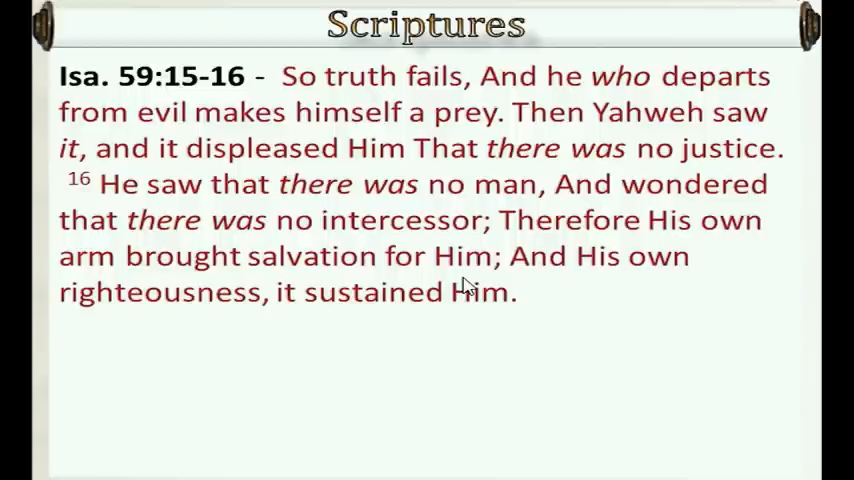 Scriptures
Isa. 59:15-16 - So truth fails, And he who departs
from evil makes himself a prey. Then Yahweh saw
it, and it displeased Him That there was no justice.
16 He saw that there was no man, And wondered
that there was no intercessor; Therefore His own
arm brought salvation for Him; And His own
righteousness, it sustained Him.